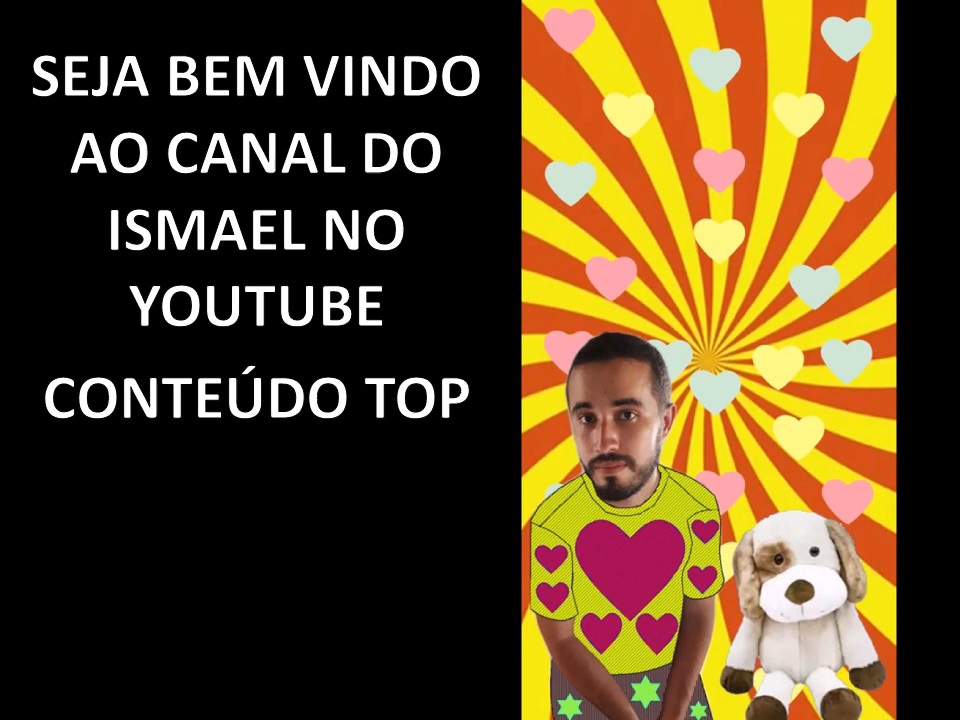 SEJA BEM VINDO
AO CANAL DO
ISMAEL NO
YOUTUBE
CONTEÚDO TOP